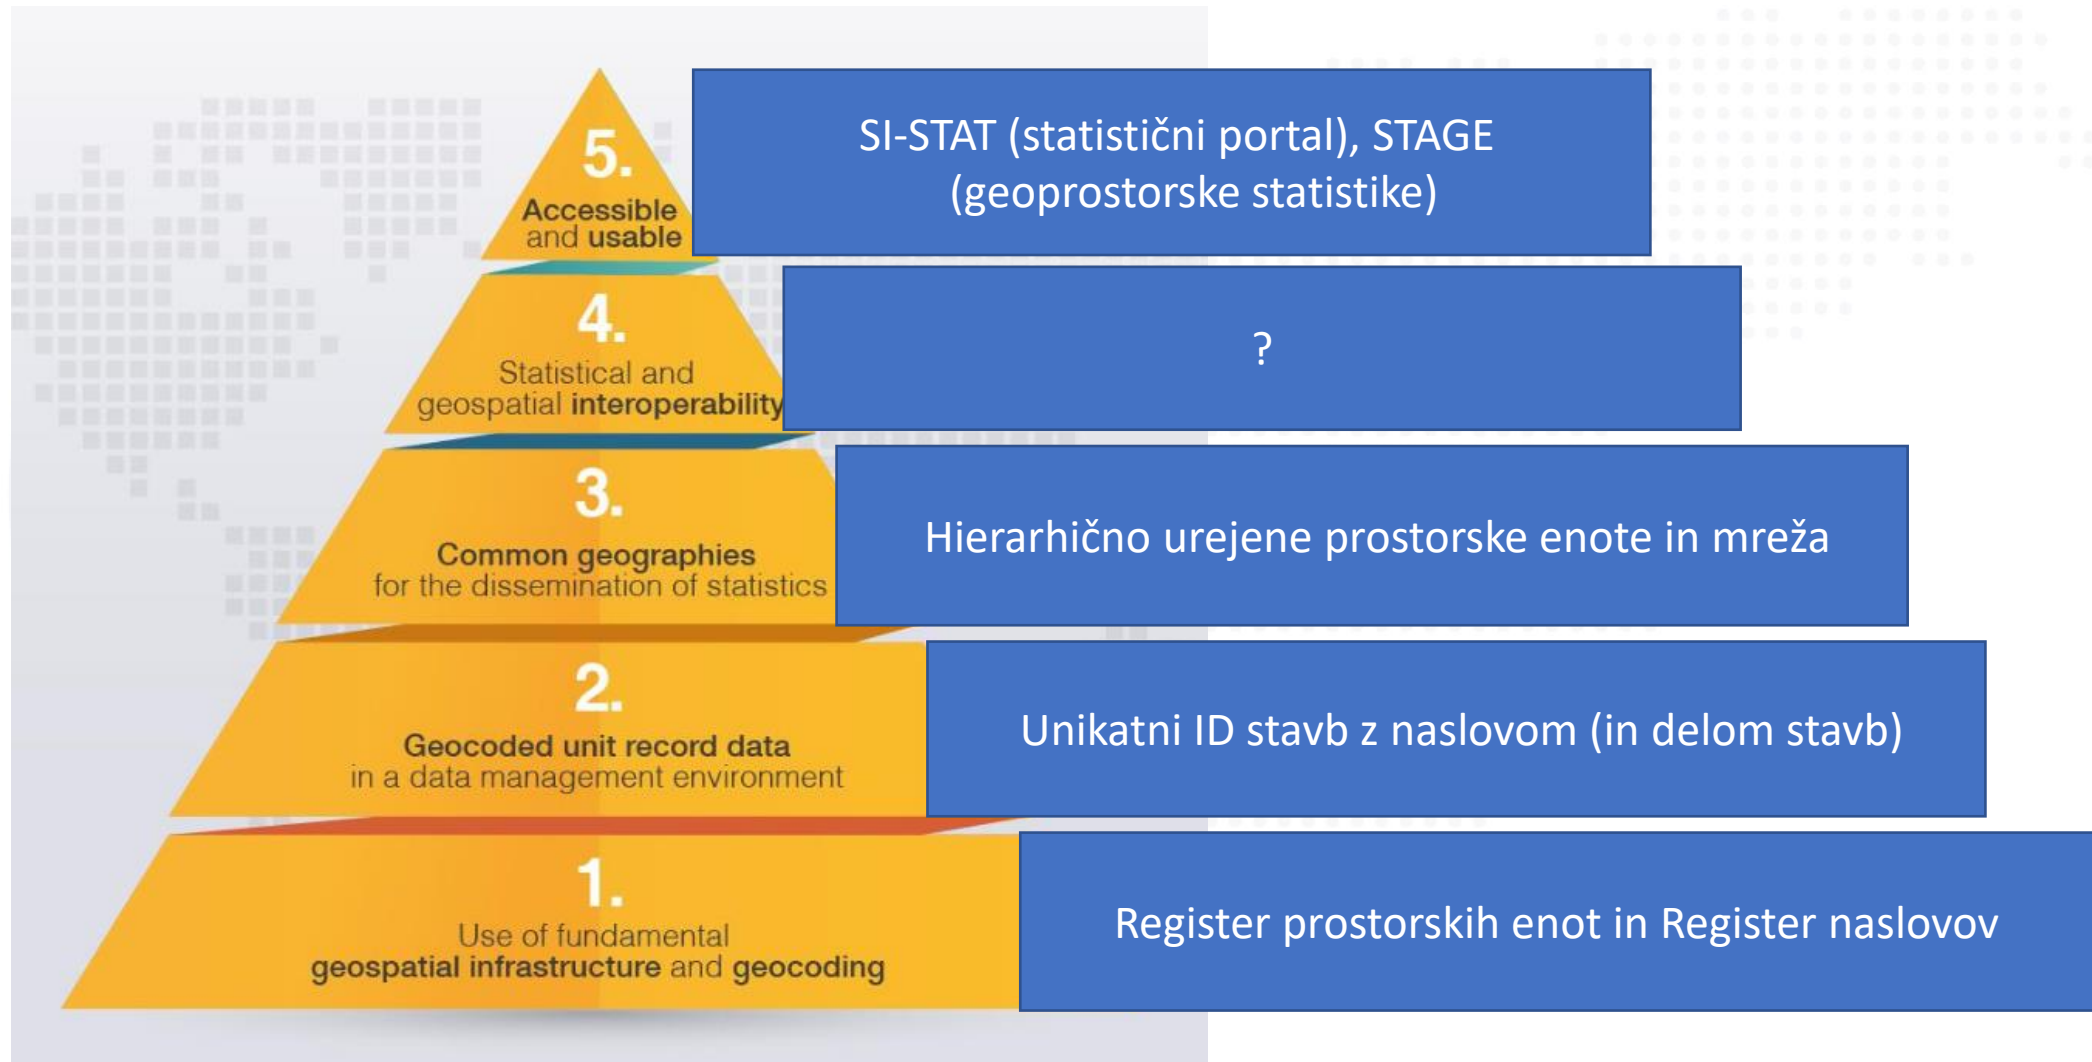 5.
Accessible
and usable
SI-STAT (statistični portal), STAGE
(geoprostorske statistike)
4.
Statistical and
geospatial interoperability
?
3.
Common geographies
for the dissemination of statistics
Hierarhično urejene prostorske enote in mreža
2.
Geocoded unit record data
in a data management environment
Unikatni ID stavb z naslovom (in delom stavb)
1.
Use of fundamental
geospatial infrastructure and geocoding
Register prostorskih enot in Register naslovov